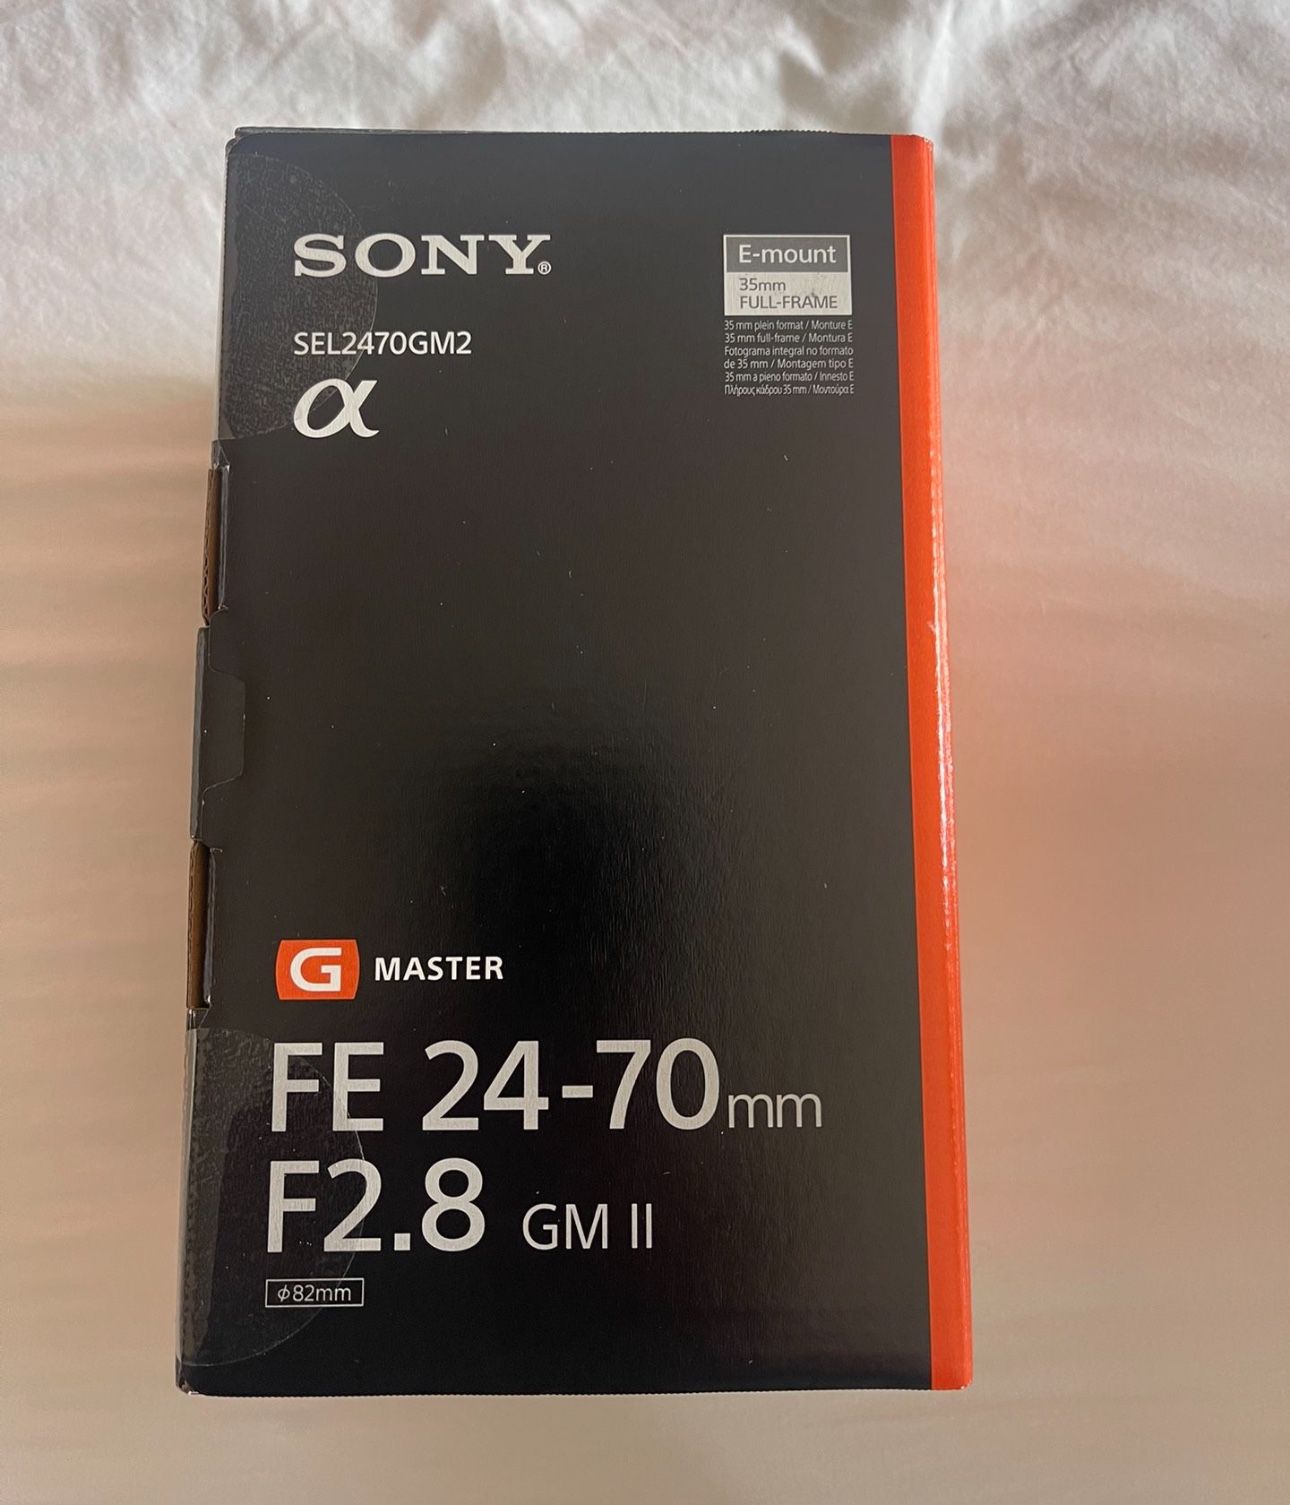 SONY®
E-mount
35mm
FULL-FRAME
35 mm plein format / Monture E
35 mm full-frame / Montura E
Fotograma integral no formato
de 35 mm / Montagem tipo E
35 mm a pieno formato / Innesto E
Πλήρους κάδρου 35 mm / Μοντούρα E
SEL2470GM2
α
G MASTER
FE 24-70mm
F2.8 GM II
ϕ82mm